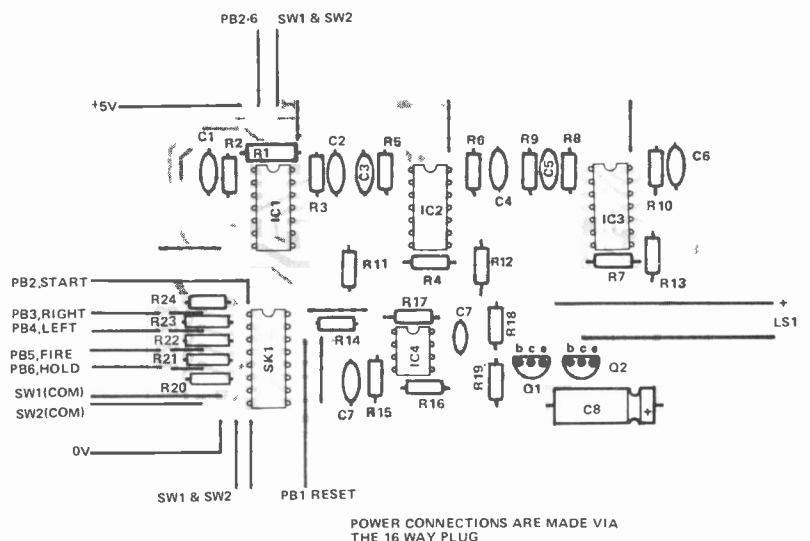 PB2-6 SW1 & SW2
+5V
C1
R2
R1
C2
R5
R6
R9
R8
C6
C3
C5
R3
C4
R10
IC1
IC2
IC3
R11
R4
R12
R7
R13
PB2,START
R24
PB3,RIGHT
R23
PB4,LEFT
R22
PB5,FIRE
R21
PB6,HOLD
R20
SW1(COM)
SW2(COM)
SK1
R17
C7
R18
+
LS1
R14
IC4
b c e
b c e
Q1
Q2
R19
C7
R15
R16
C8
+
0V
SW1 & SW2
PB1 RESET
POWER CONNECTIONS ARE MADE VIA
THE 16 WAY PLUG